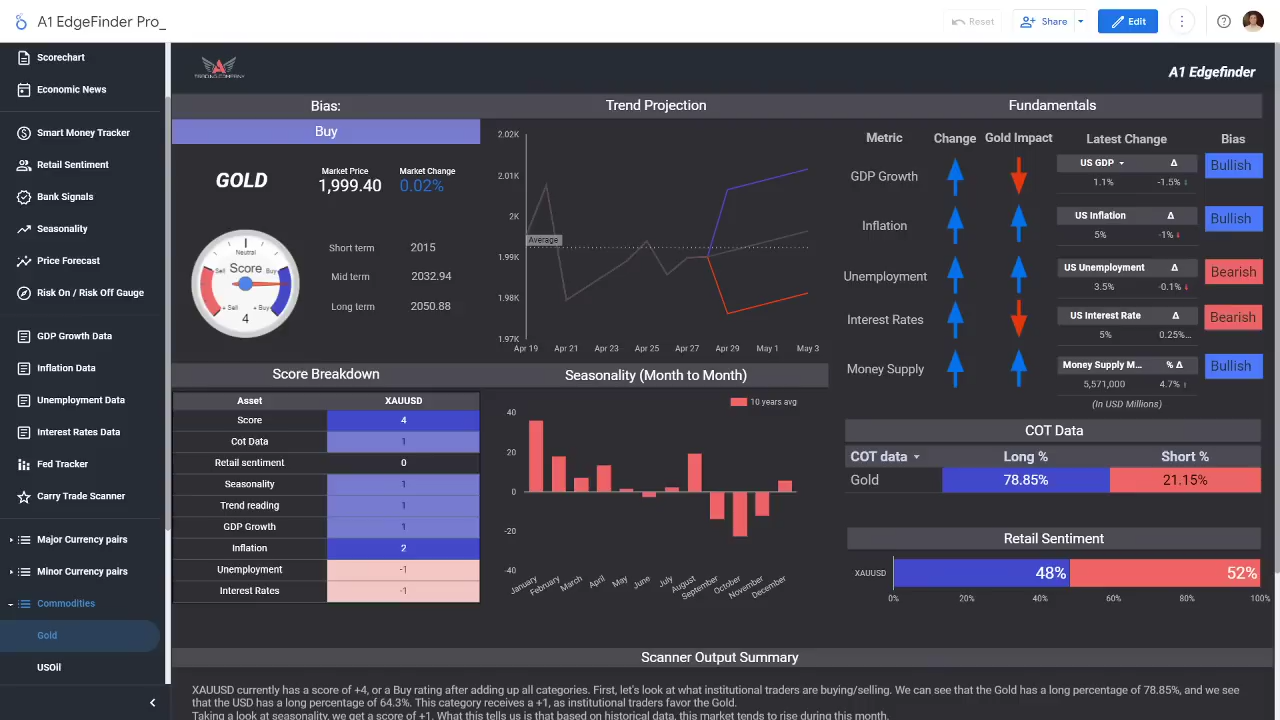 A1 EdgeFinder Pro_
Reset
Share
Edit
Scorechart
Economic News
Smart Money Tracker
Retail Sentiment
Bank Signals
Seasonality
Price Forecast
Risk On / Risk Off Gauge
GDP Growth Data
Inflation Data
Unemployment Data
Interest Rates Data
Fed Tracker
Carry Trade Scanner
Major Currency pairs
Minor Currency pairs
Commodities
Gold
USOil
A
TRADING COMPANY
A1 Edgefinder
Bias:
Buy
GOLD
Market Price
1,999.40
Market Change
0.02%
Neutral
Sell
Score
Buy
+ Sell
+ Buy
4
Short term 2015
Mid term 2032.94
Long term 2050.88
Trend Projection
2.02K
2.01K
2K
1.99K
1.98K
1.97K
Average
Apr 19 Apr 21 Apr 23 Apr 25 Apr 27 Apr 29 May 1 May 3
Fundamentals
Metric Change Gold Impact Latest Change Bias
GDP Growth
US GDP Δ
1.1% -1.5% ↓
Bullish
Inflation
US Inflation Δ
5% -1% ↓
Bullish
Unemployment
US Unemployment Δ
3.5% -0.1% ↓
Bearish
Interest Rates
US Interest Rate Δ
5% 0.25%...
Bearish
Money Supply
Money Supply M... % Δ
5,571,000 4.7% ↑
Bullish
(In USD Millions)
Score Breakdown
Asset XAUUSD
Score 4
Cot Data 1
Retail sentiment 0
Seasonality 1
Trend reading 1
GDP Growth 1
Inflation 2
Unemployment -1
Interest Rates -1
Seasonality (Month to Month)
10 years avg
40
20
0
-20
-40
January February March April May June July August September October November December
COT Data
COT data Long % Short %
Gold 78.85% 21.15%
Retail Sentiment
XAUUSD 48% 52%
0% 20% 40% 60% 80% 100%
Scanner Output Summary
XAUUSD currently has a score of +4, or a Buy rating after adding up all categories. First, let's look at what institutional traders are buying/selling. We can see that the Gold has a long percentage of 78.85%, and we see
that the USD has a long percentage of 64.3%. This category receives a +1, as institutional traders favor the Gold.
Taking a look at seasonality, we get a score of +1. What this tells us is that based on historical data, this market tends to rise during this month.